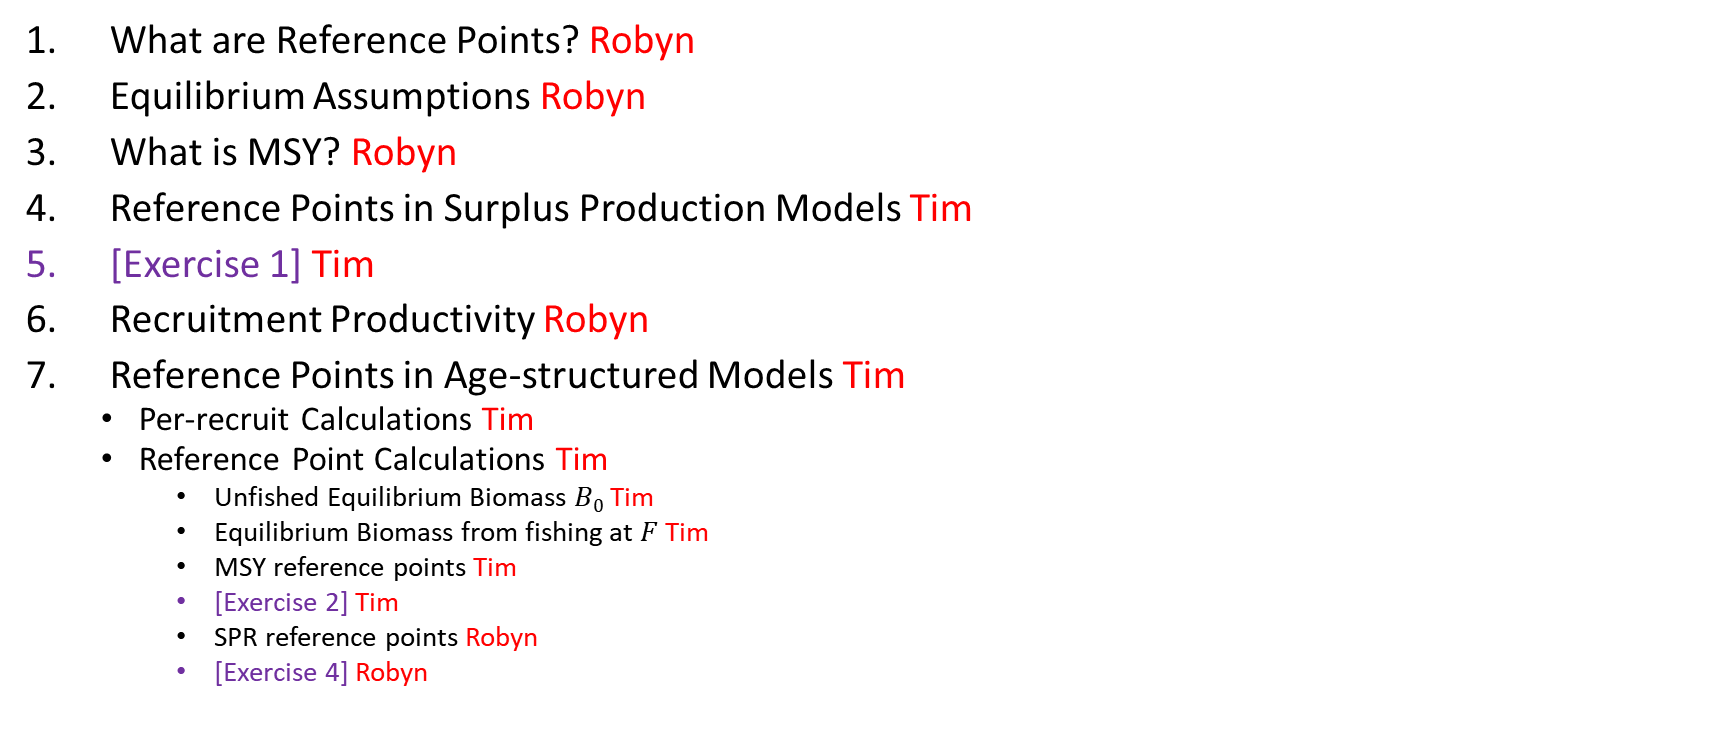 1. What are Reference Points? Robyn
2. Equilibrium Assumptions Robyn
3. What is MSY? Robyn
4. Reference Points in Surplus Production Models Tim
5. [Exercise 1] Tim
6. Recruitment Productivity Robyn
7. Reference Points in Age-structured Models Tim
• Per-recruit Calculations Tim
• Reference Point Calculations Tim
• Unfished Equilibrium Biomass B₀ Tim
• Equilibrium Biomass from fishing at F Tim
• MSY reference points Tim
• [Exercise 2] Tim
• SPR reference points Robyn
• [Exercise 4] Robyn